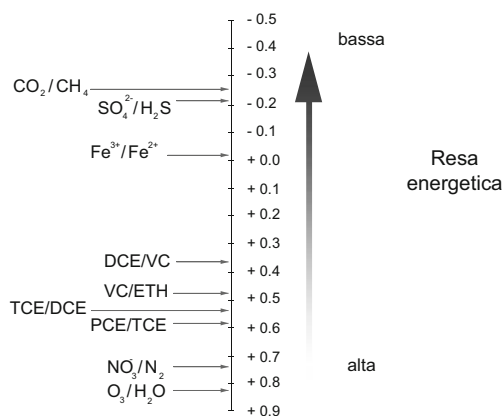 - 0.5
- 0.4
bassa
- 0.3
CO₂/CH₄
- 0.2
SO₄²⁻/H₂S
- 0.1
Fe³⁺/Fe²⁺
+ 0.0
Resa
energetica
+ 0.1
+ 0.2
+ 0.3
DCE/VC
+ 0.4
VC/ETH
+ 0.5
TCE/DCE
PCE/TCE
+ 0.6
+ 0.7
NO₃⁻/N₂
alta
+ 0.8
O₃/H₂O
+ 0.9